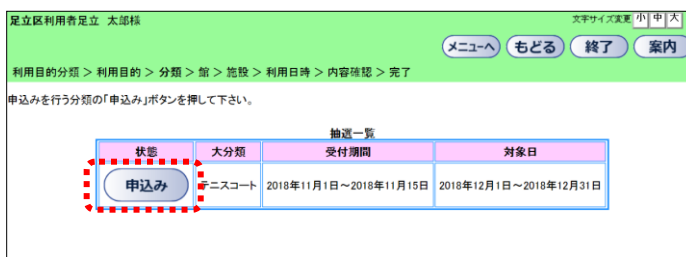 足立区利用者足立 太郎様
文字サイズ変更 小 中 大
メニューへ もどる 終了 案内
利用目的分類 > 利用目的 > 分類 > 館 > 施設 > 利用日時 > 内容確認 > 完了
申込みを行う分類の「申込み」ボタンを押して下さい。
抽選一覧
状態 大分類 受付期間 対象日
申込み テニスコート 2018年11月1日～2018年11月15日 2018年12月1日～2018年12月31日